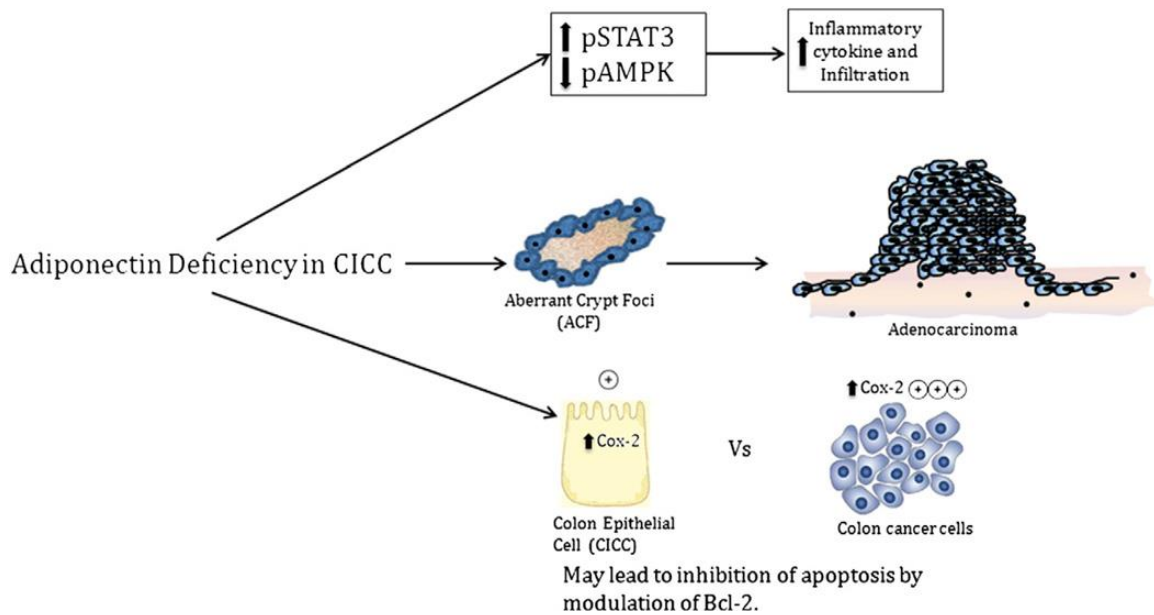 pSTAT3
pAMPK
Inflammatory
cytokine and
Infiltration
Adiponectin Deficiency in CICC
Aberrant Crypt Foci
(ACF)
Adenocarcinoma
+
Cox-2
Vs
Cox-2 + + +
Colon Epithelial
Cell (CICC)
Colon cancer cells
May lead to inhibition of apoptosis by
modulation of Bcl-2.